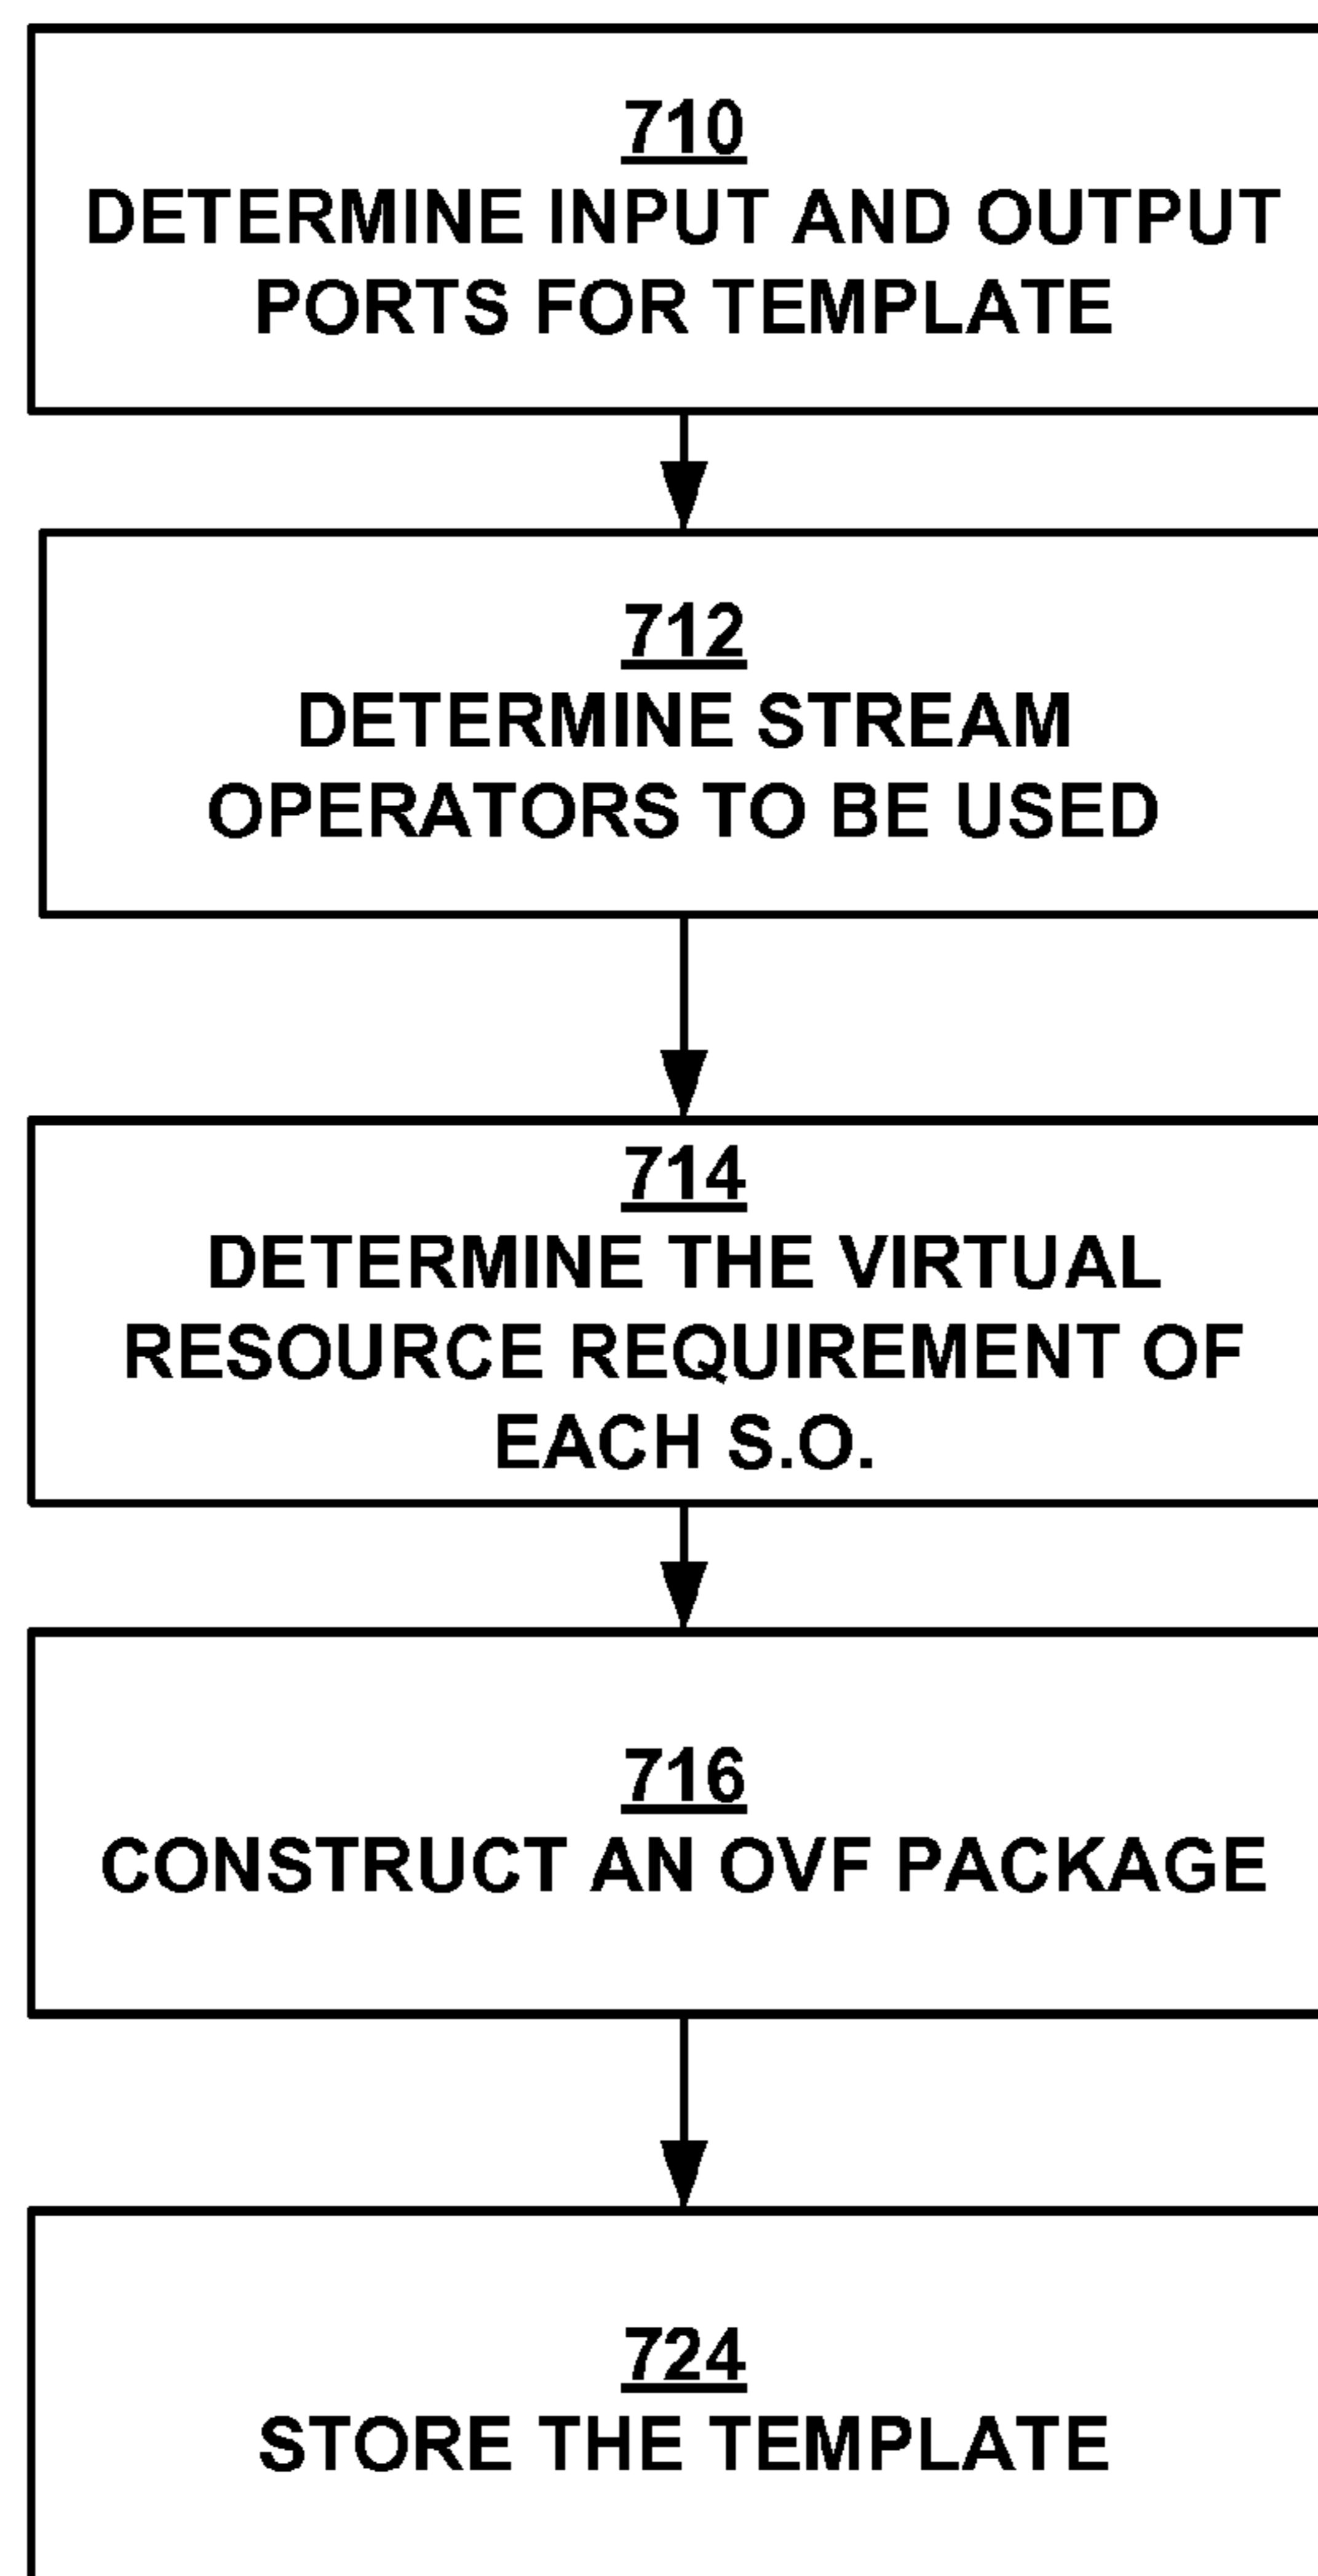 710
DETERMINE INPUT AND OUTPUT
PORTS FOR TEMPLATE
712
DETERMINE STREAM
OPERATORS TO BE USED
714
DETERMINE THE VIRTUAL
RESOURCE REQUIREMENT OF
EACH S.O.
716
CONSTRUCT AN OVF PACKAGE
724
STORE THE TEMPLATE